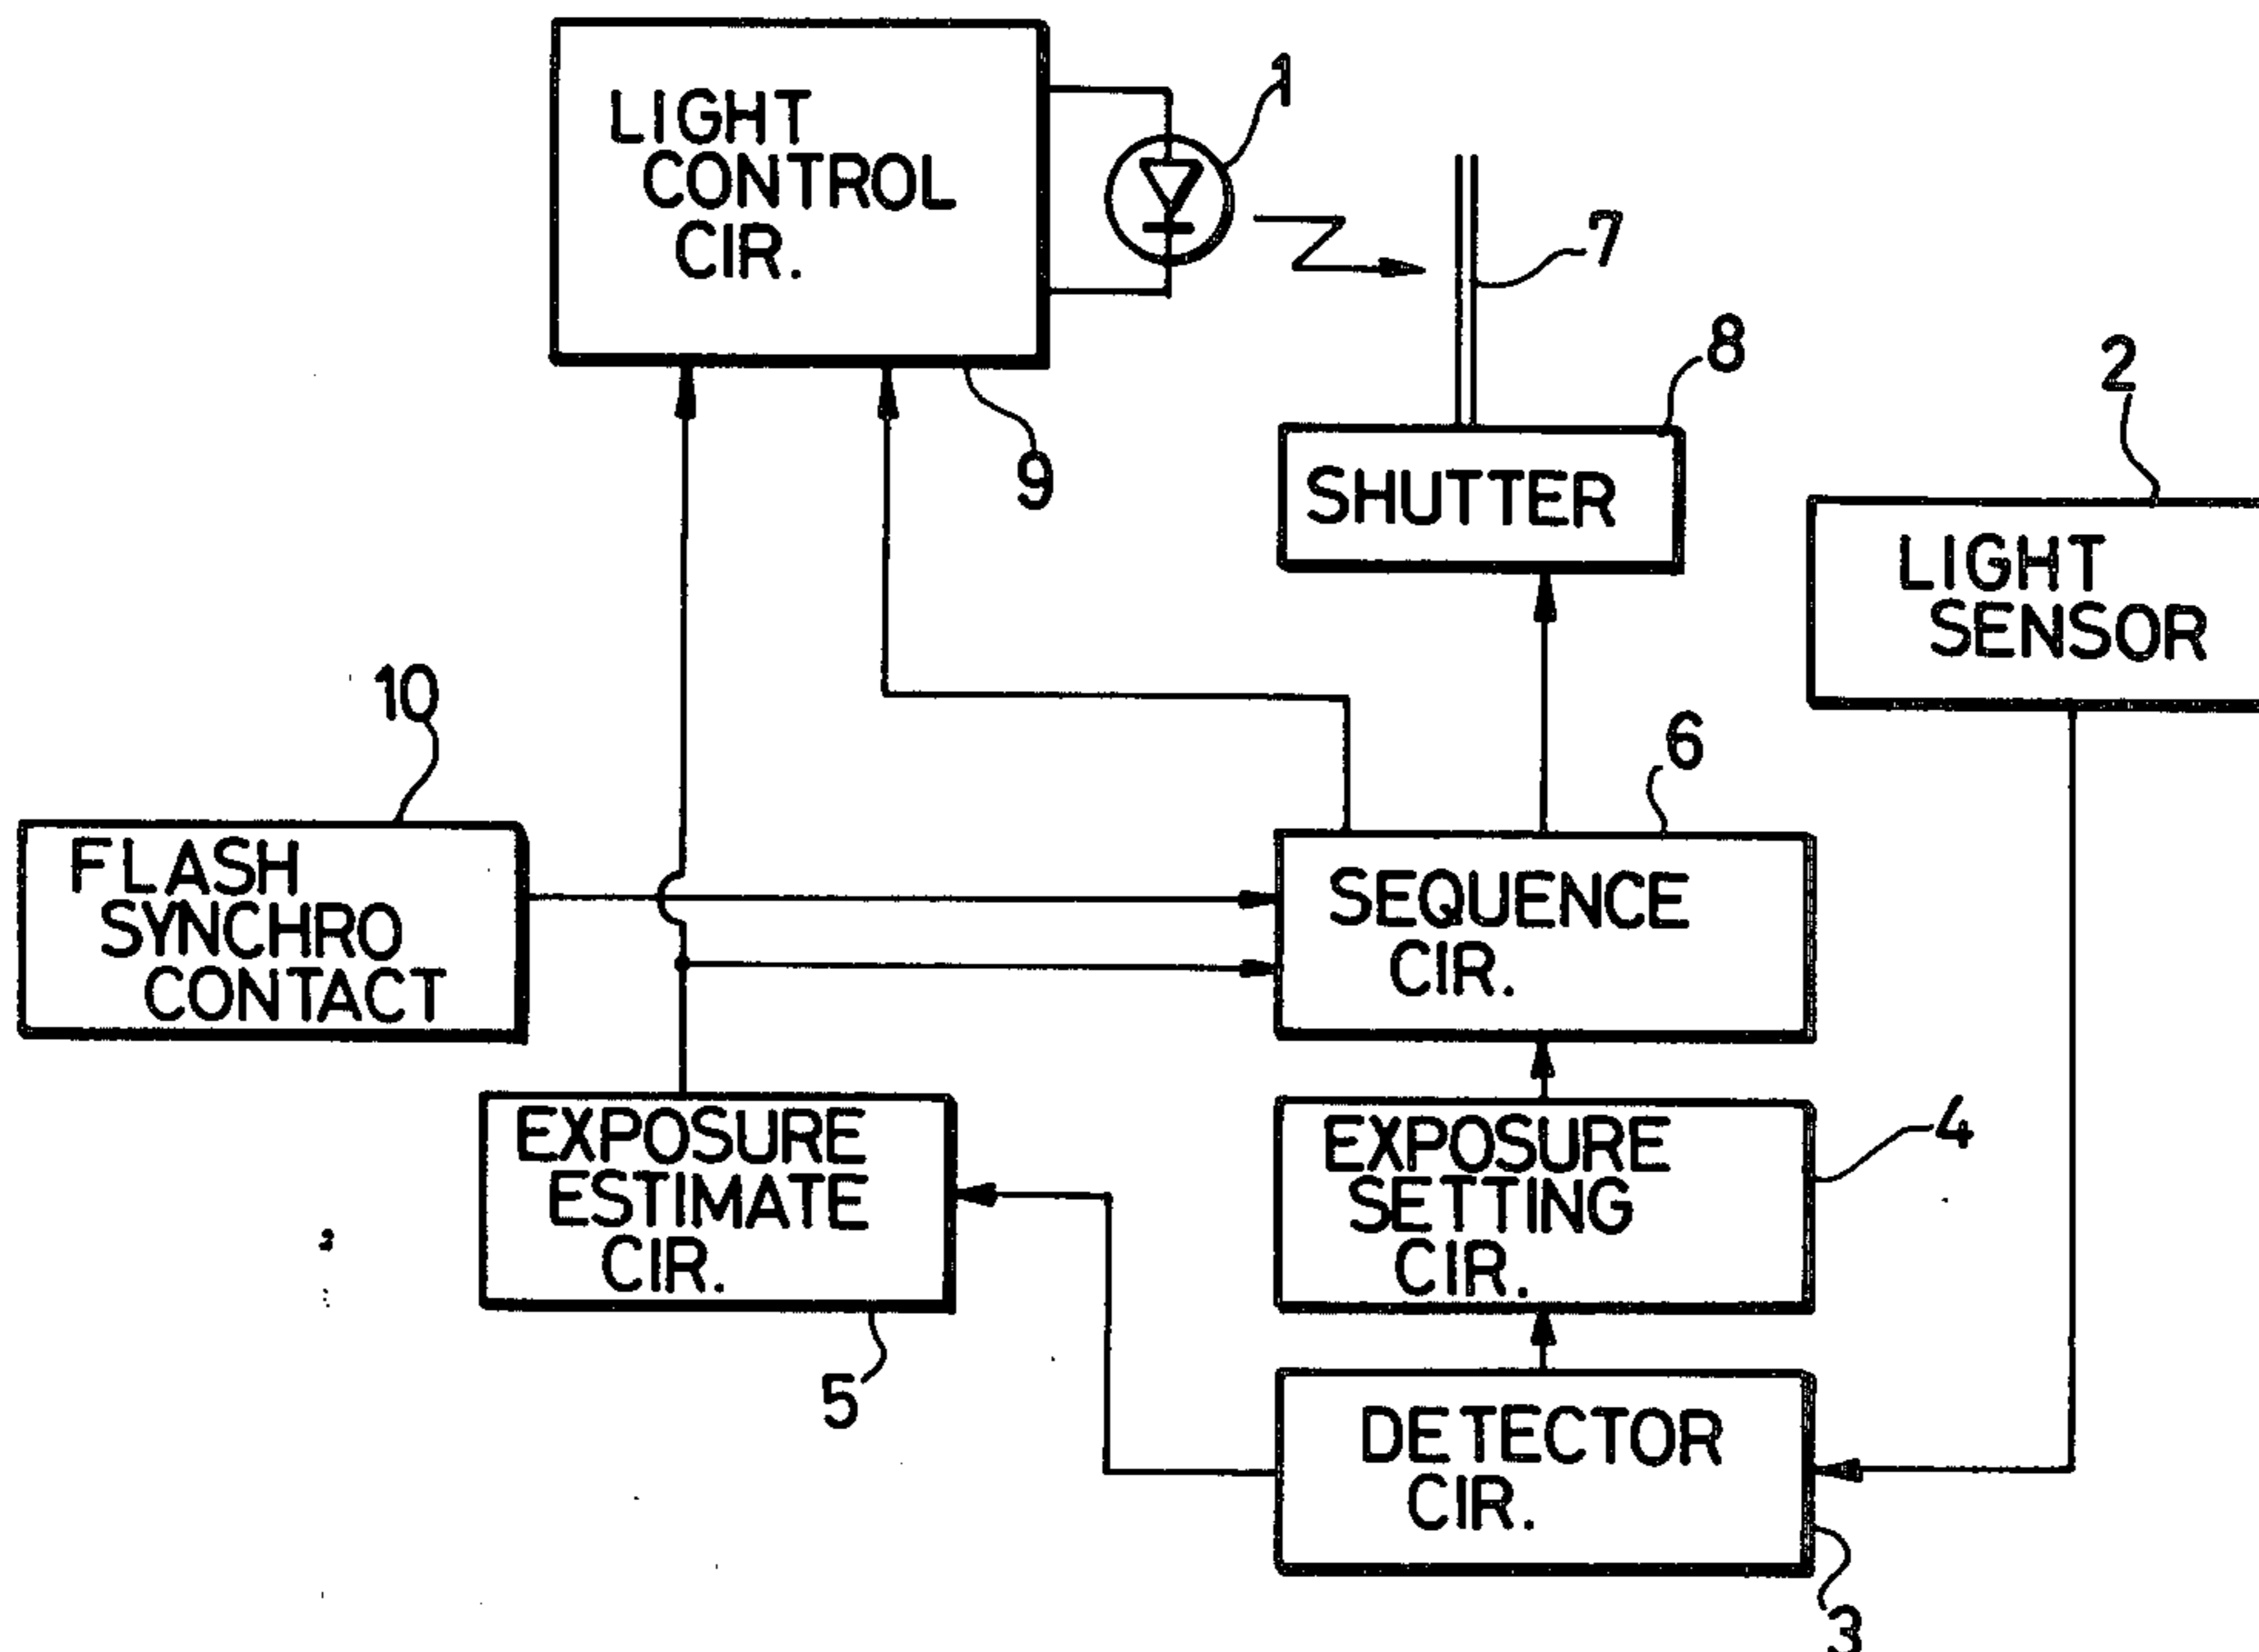 LIGHT
CONTROL
CIR.
1
7
8
2
9
SHUTTER
LIGHT
SENSOR
10
6
FLASH
SYNCHRO
CONTACT
SEQUENCE
CIR.
EXPOSURE
ESTIMATE
CIR.
EXPOSURE
SETTING
CIR.
4
5
DETECTOR
CIR.
3